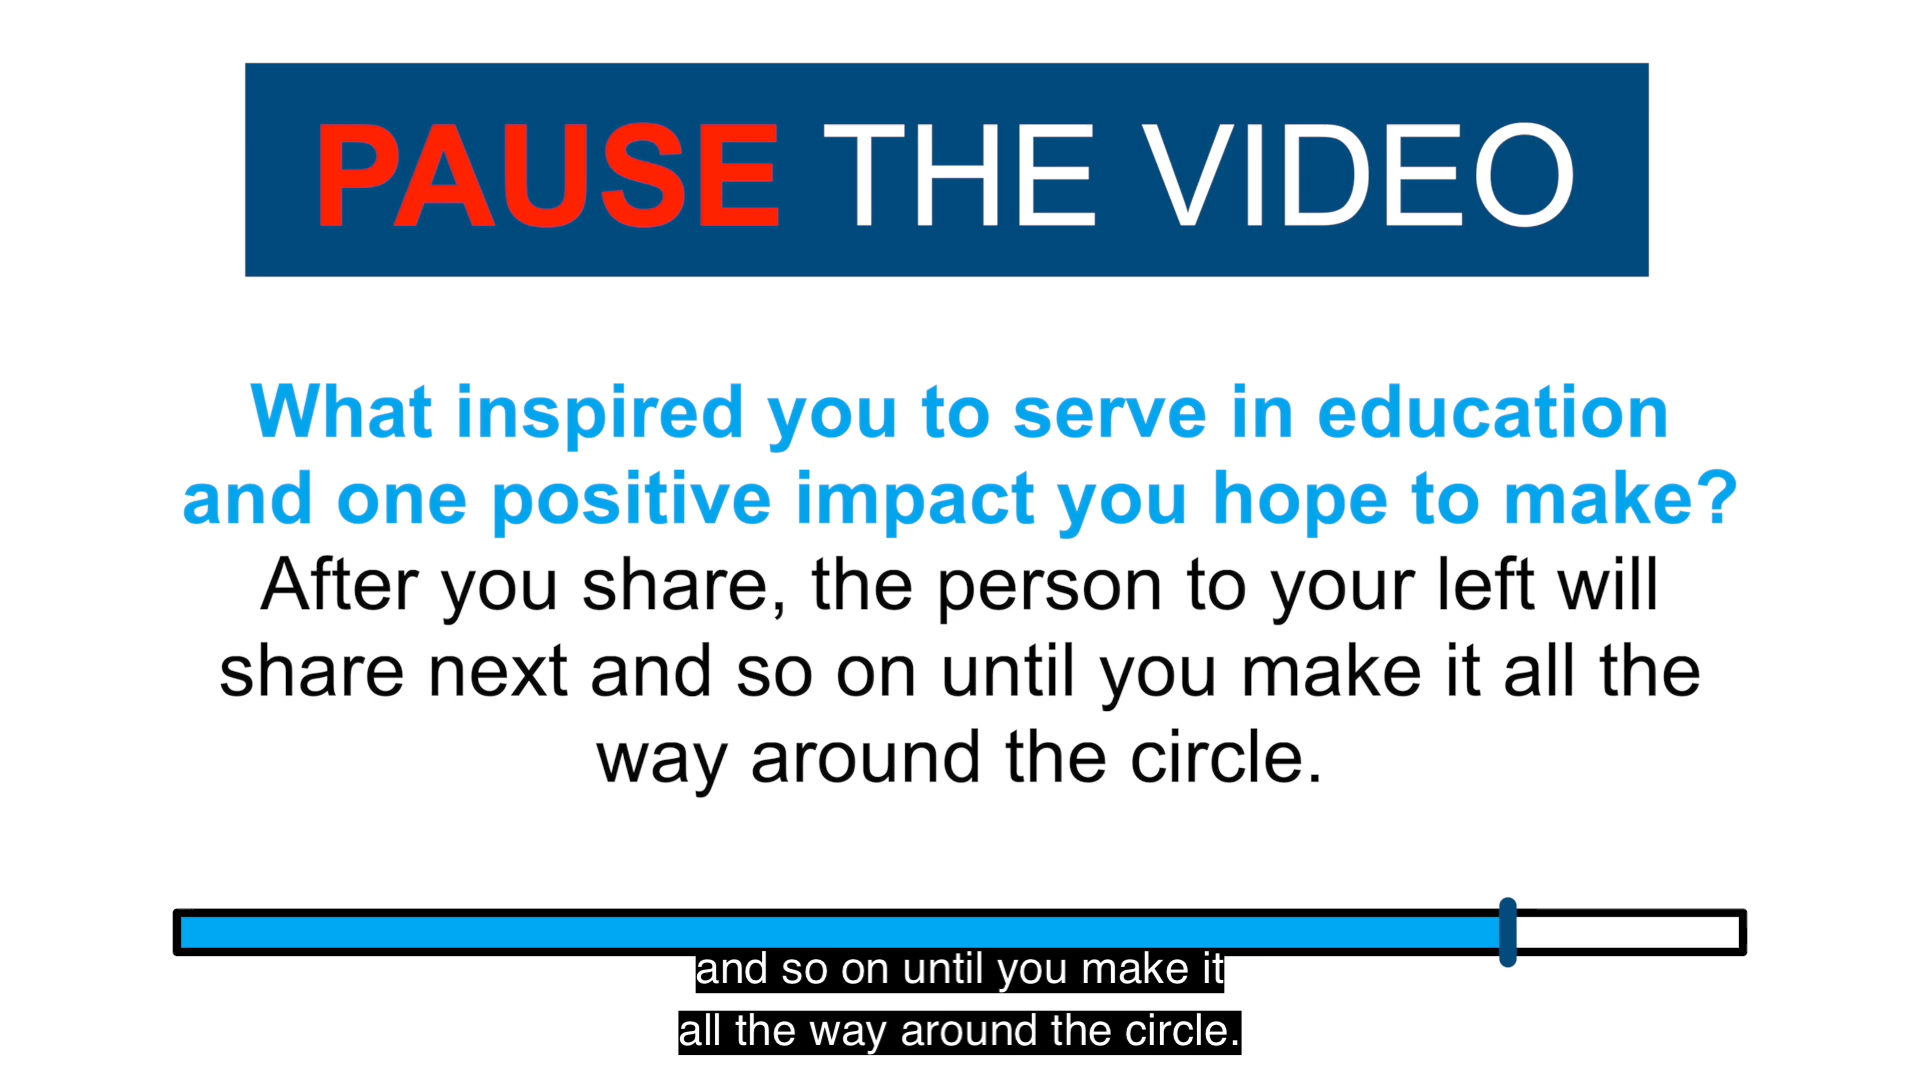 PAUSE THE VIDEO
What inspired you to serve in education
and one positive impact you hope to make?
After you share, the person to your left will
share next and so on until you make it all the
way around the circle.
and so on until you make it
all the way around the circle.